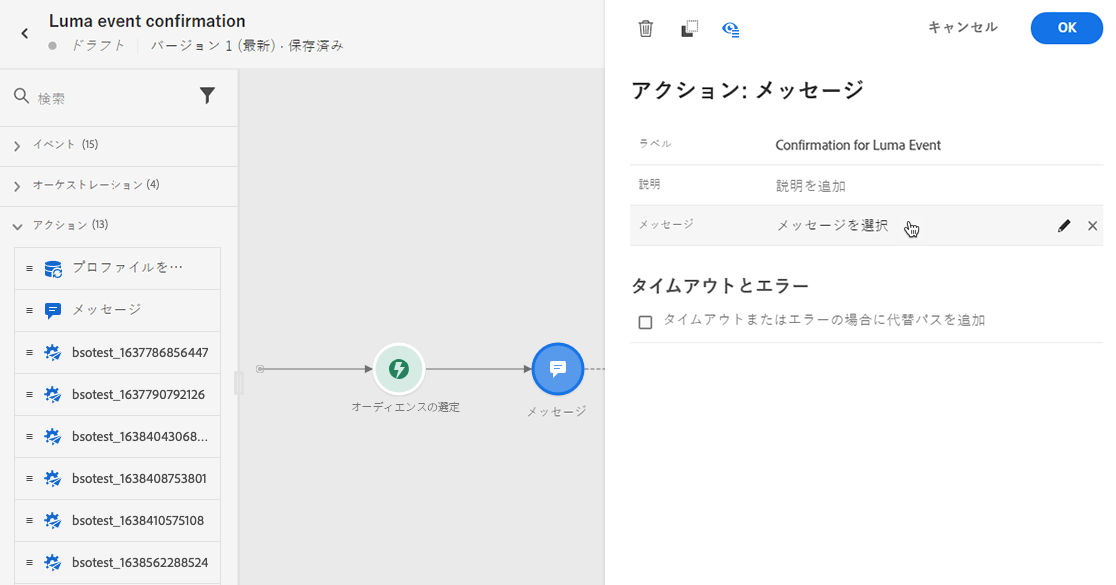 Luma event confirmation
ドラフト バージョン 1 (最新) · 保存済み
検索
イベント (15)
オーケストレーション (4)
アクション (13)
プロファイルを…
メッセージ
bsotest_1637786856447
bsotest_1637790792126
bsotest_16384043068...
bsotest_1638408753801
bsotest_1638410575108
bsotest_1638562288524
オーディエンスの選定
メッセージ
キャンセル
OK
アクション: メッセージ
ラベル Confirmation for Luma Event
説明 説明を追加
メッセージ メッセージを選択
タイムアウトとエラー
タイムアウトまたはエラーの場合に代替パスを追加